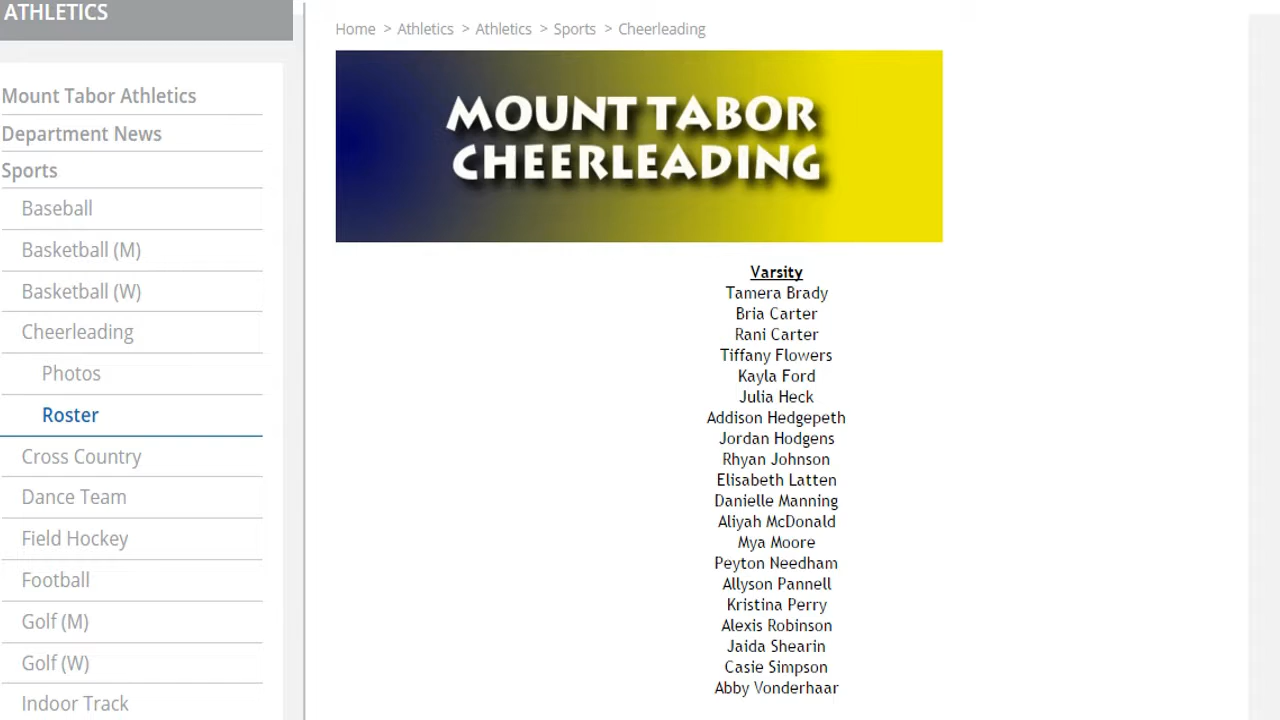 ATHLETICS
Mount Tabor Athletics
Department News
Sports
Baseball
Basketball (M)
Basketball (W)
Cheerleading
Photos
Roster
Cross Country
Dance Team
Field Hockey
Football
Golf (M)
Golf (W)
Indoor Track
Home > Athletics > Athletics > Sports > Cheerleading
MOUNT TABOR
CHEERLEADING
Varsity
Tamera Brady
Bria Carter
Rani Carter
Tiffany Flowers
Kayla Ford
Julia Heck
Addison Hedgepeth
Jordan Hodgens
Rhyan Johnson
Elisabeth Latten
Danielle Manning
Aliyah McDonald
Mya Moore
Peyton Needham
Allyson Pannell
Kristina Perry
Alexis Robinson
Jaida Shearin
Casie Simpson
Abby Vonderhaar